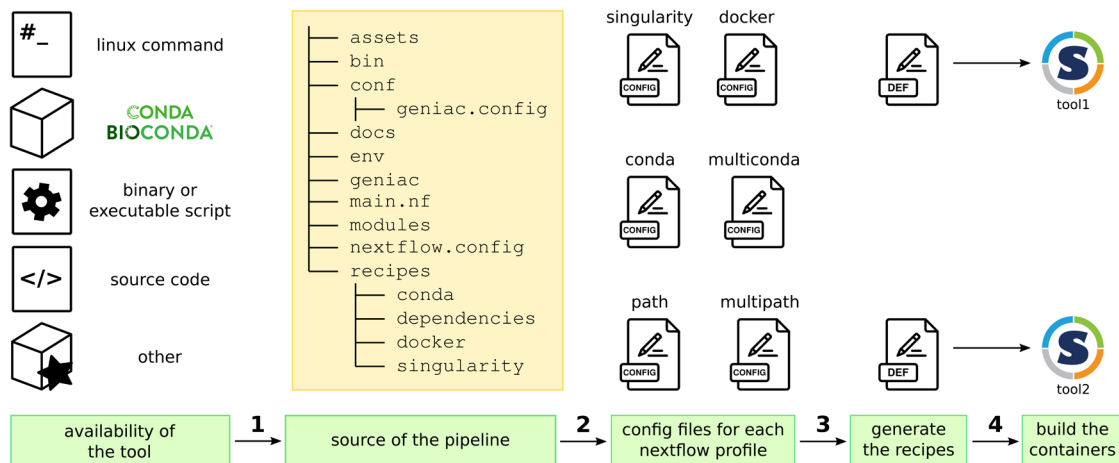 #_
linux command
CONDA
BIOCONDA
binary or
executable script
</>
source code
other
assets
bin
conf
geniac.config
docs
env
geniac
main.nf
modules
nextflow.config
recipes
conda
dependencies
docker
singularity
singularity
docker
CONFIG
CONFIG
conda
multiconda
CONFIG
CONFIG
path
multipath
CONFIG
CONFIG
DEF
S
tool1
DEF
S
tool2
availability of
the tool
1
source of the pipeline
2
config files for each
nextflow profile
3
generate
the recipes
4
build the
containers